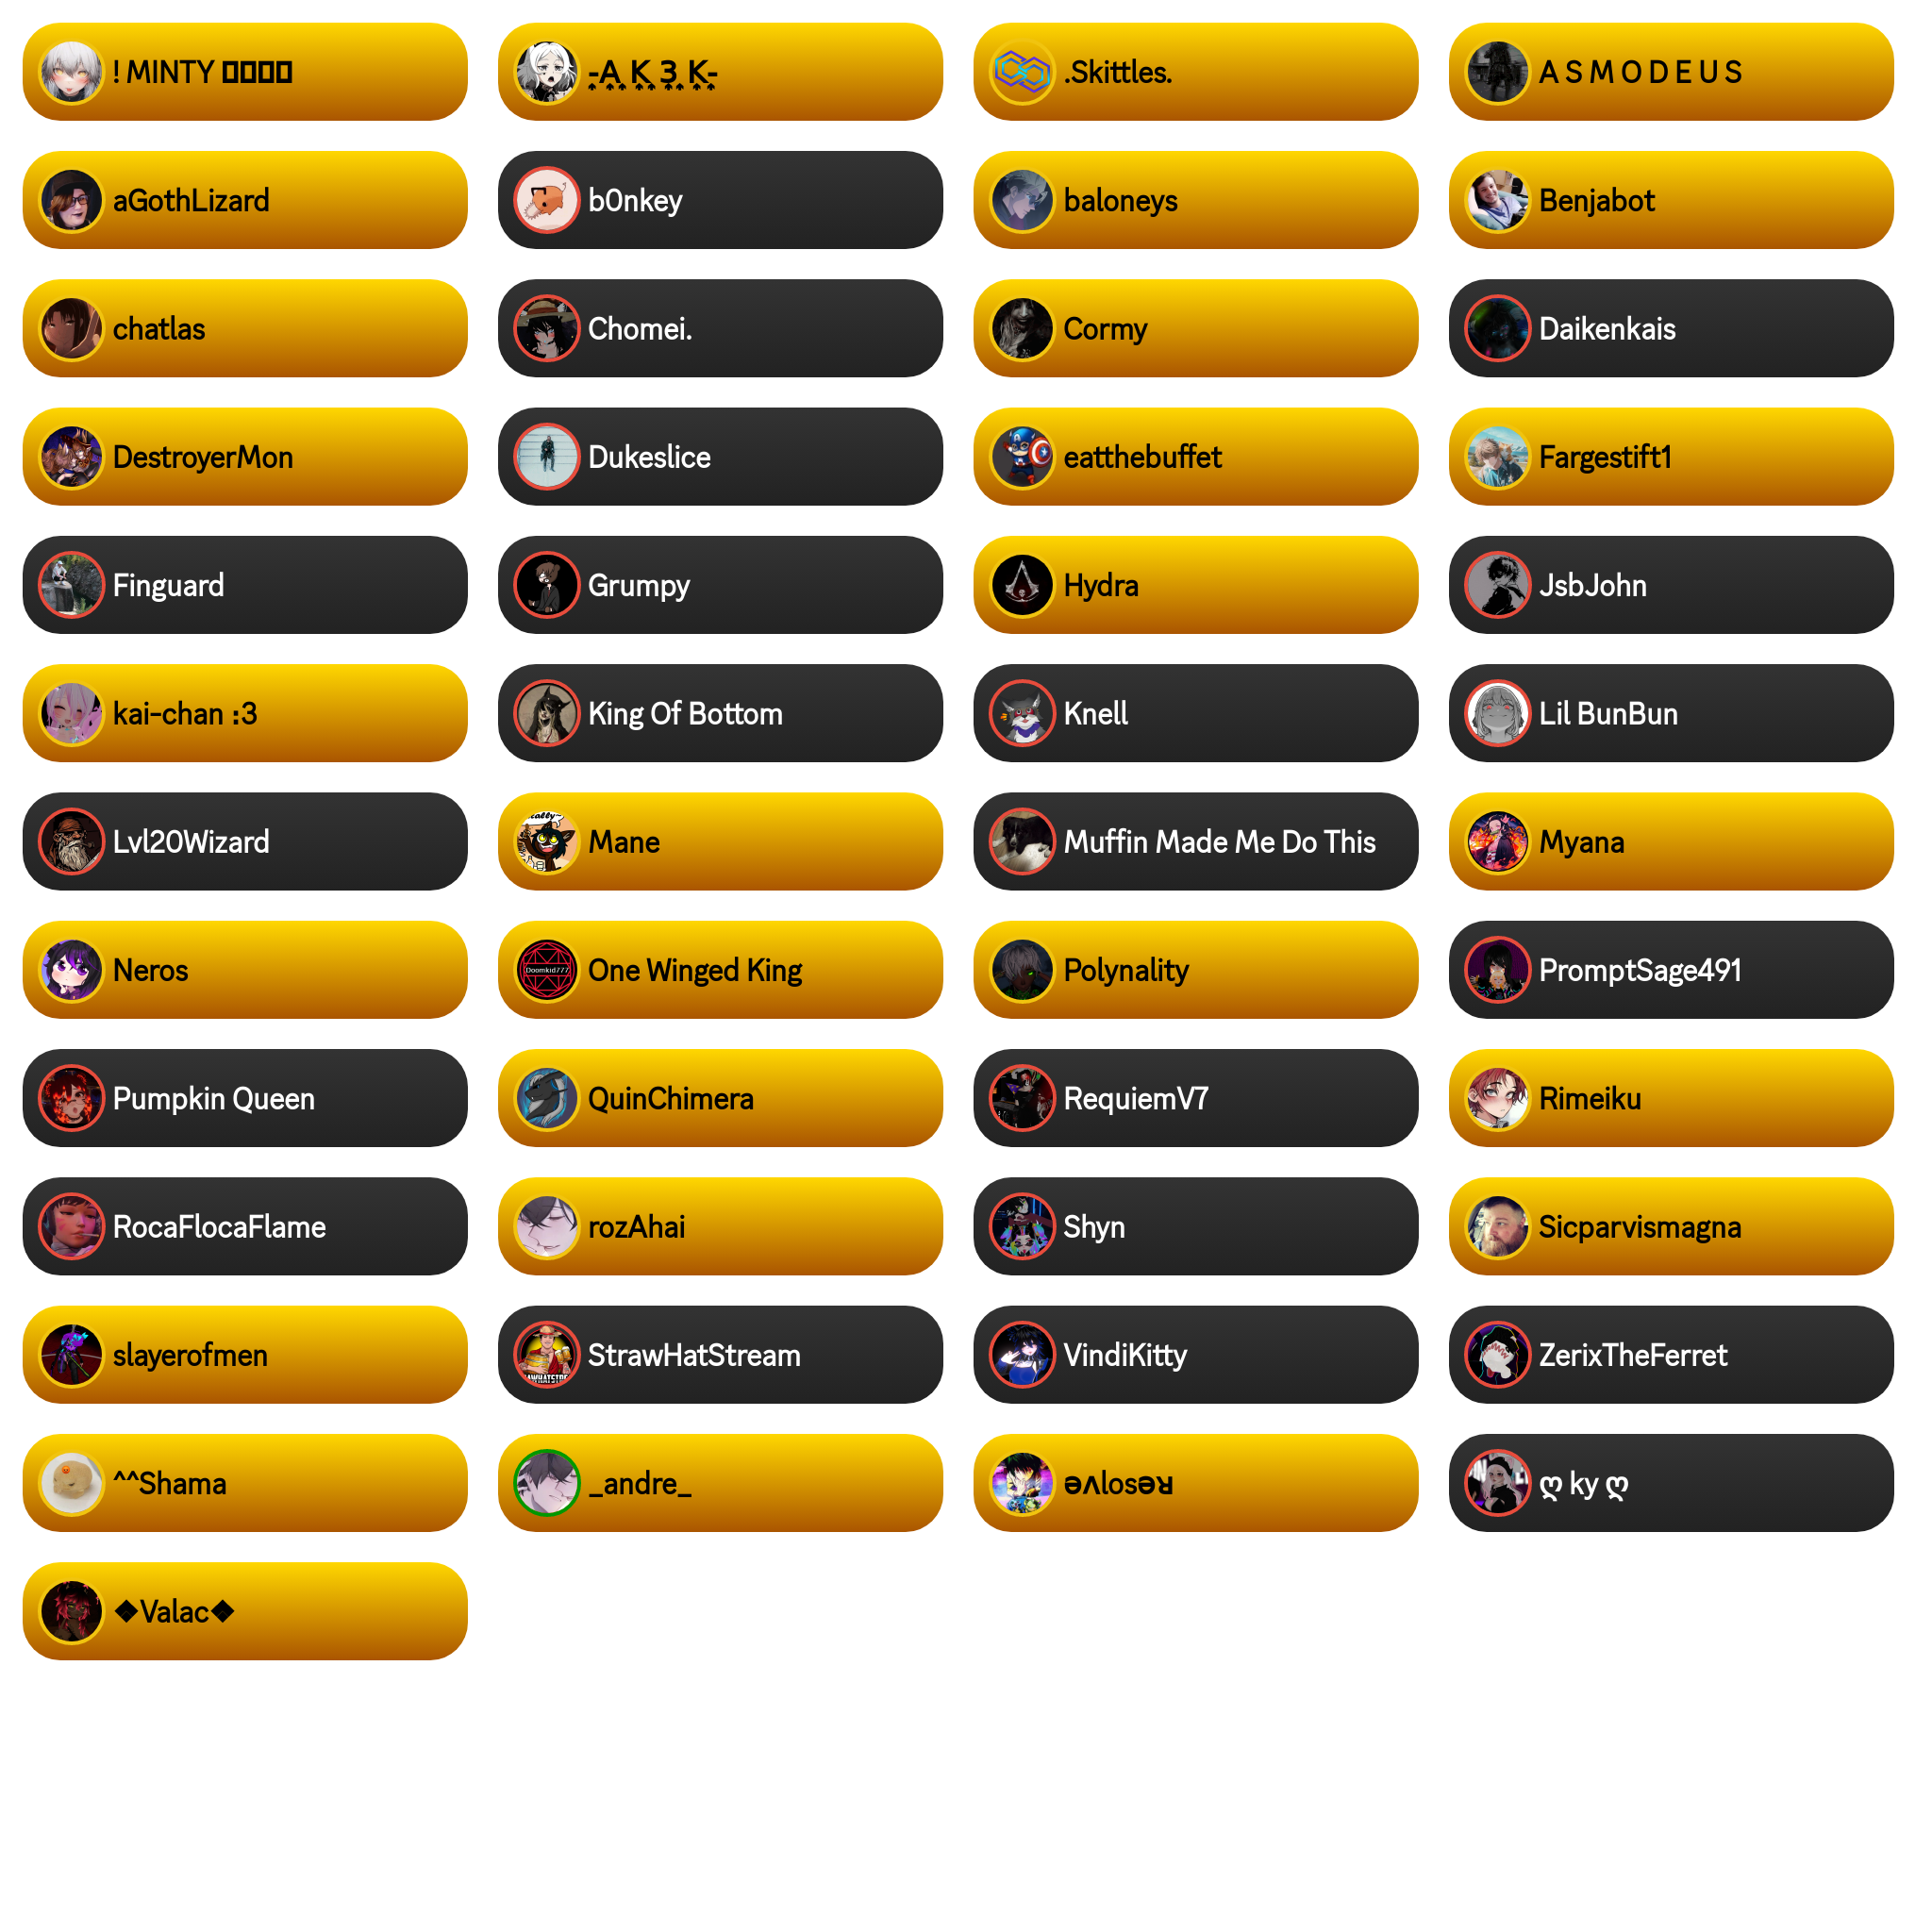 ! MINTY
-A K 3 K-
.Skittles.
A S M O D E U S
aGothLizard
b0nkey
baloneys
Benjabot
chatlas
Chomei.
Cormy
Daikenkais
DestroyerMon
Dukeslice
eatthebuffet
Fargestift1
Finguard
Grumpy
Hydra
JsbJohn
kai-chan :3
King Of Bottom
Knell
Lil BunBun
Lvl20Wizard
Mane
Muffin Made Me Do This
Myana
Neros
Doomkid777
One Winged King
Polynality
PromptSage491
Pumpkin Queen
QuinChimera
RequiemV7
Rimeiku
RocaFlocaFlame
rozAhai
Shyn
Sicparvismagna
slayerofmen
StrawHatStream
VindiKitty
ZerixTheFerret
^^Shama
_andre_
ǝʌlosǝᴚ
ღ ky ღ
❖Valac❖